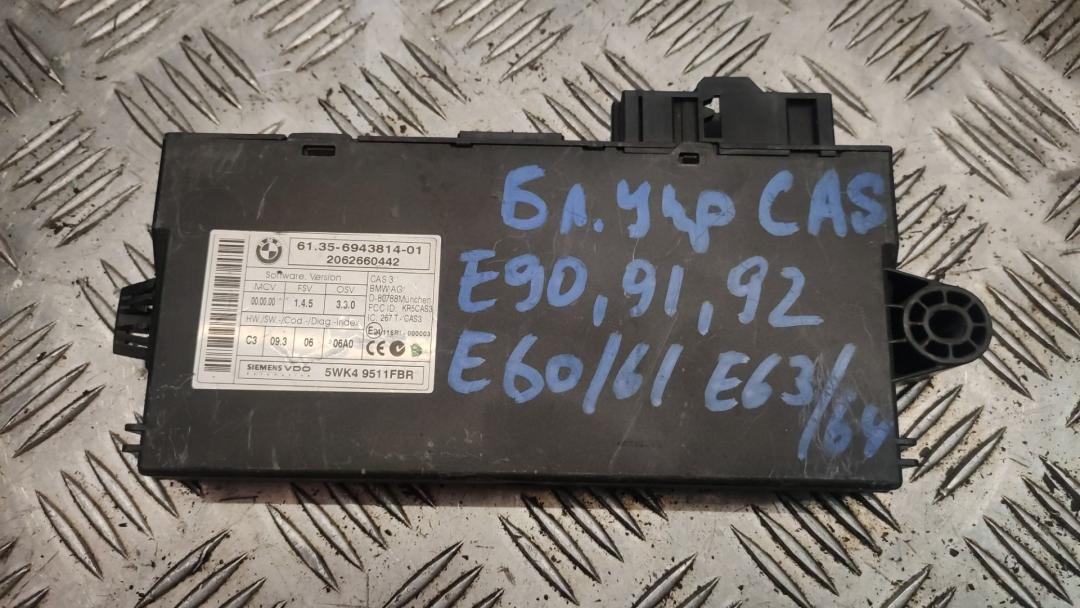 61.35-6943814-01
2062660442
Software, Version
MCV FSV OSV
00.00.00 1.4.5 3.3.0
HW./SW.-/Cod.-/Diag.-Index
C3 09.3 06 06A0
CAS 3
BMW AG
D-80788 München
FCC ID: KR5CAS3
IC: 267 T - CAS3
CE
SIEMENS VDO
AUTOMOTIVE
5WK4 9511FBR
Бл. Упр CAS
E90, 91, 92
E60/61 E63/
/64